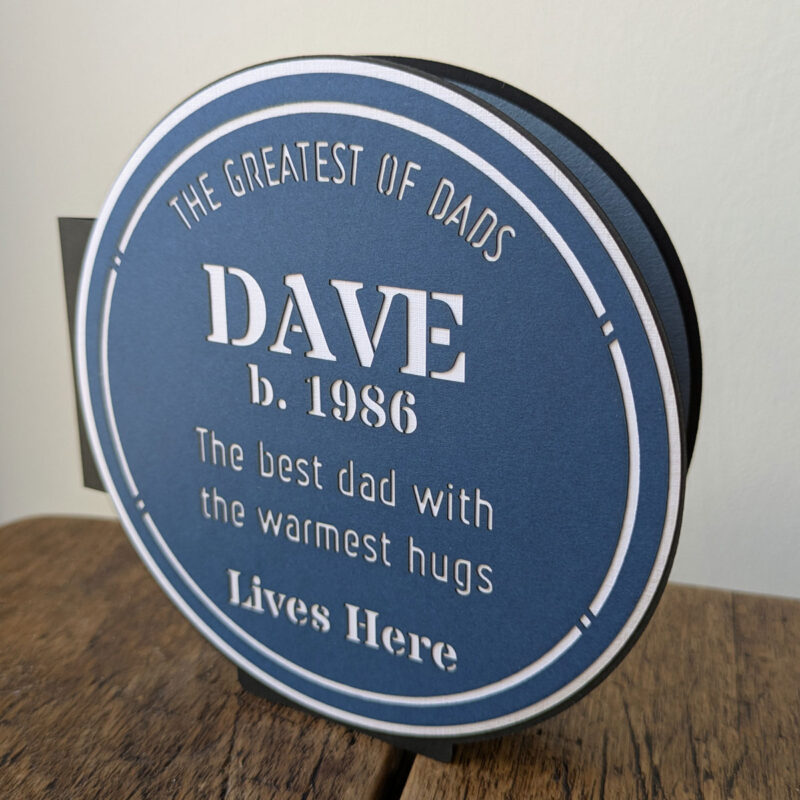 THE GREATEST OF DADS
DAVE
b. 1986
The best dad with
the warmest hugs
Lives Here